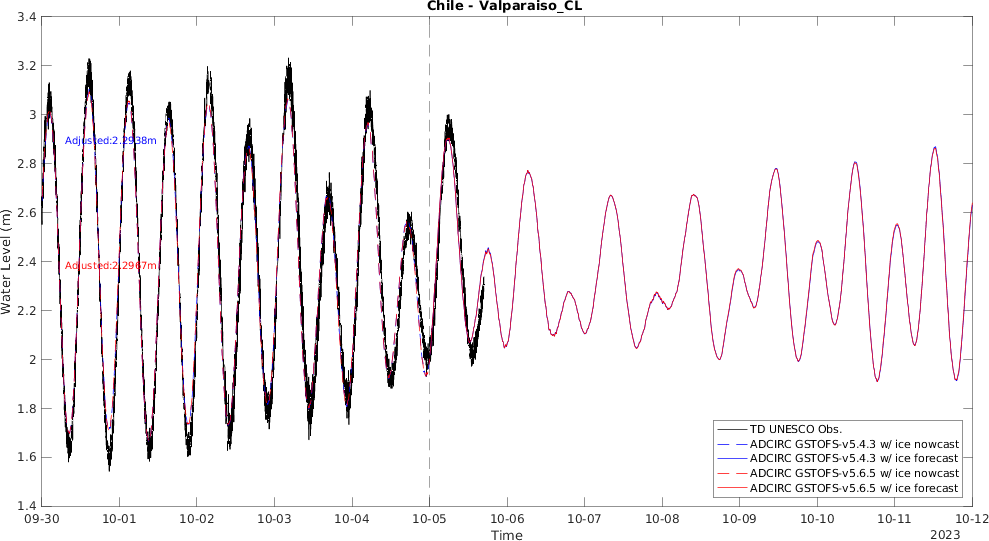 Chile - Valparaiso_CL
3.4
3.2
3
2.8
2.6
2.4
2.2
2
1.8
1.6
1.4
Water Level (m)
Adjusted:2.2938m
Adjusted:2.2967m
TD UNESCO Obs.
ADCIRC GSTOFS-v5.4.3 w/ ice nowcast
ADCIRC GSTOFS-v5.4.3 w/ ice forecast
ADCIRC GSTOFS-v5.6.5 w/ ice nowcast
ADCIRC GSTOFS-v5.6.5 w/ ice forecast
09-30 10-01 10-02 10-03 10-04 10-05 10-06 10-07 10-08 10-09 10-10 10-11 10-12
Time
2023